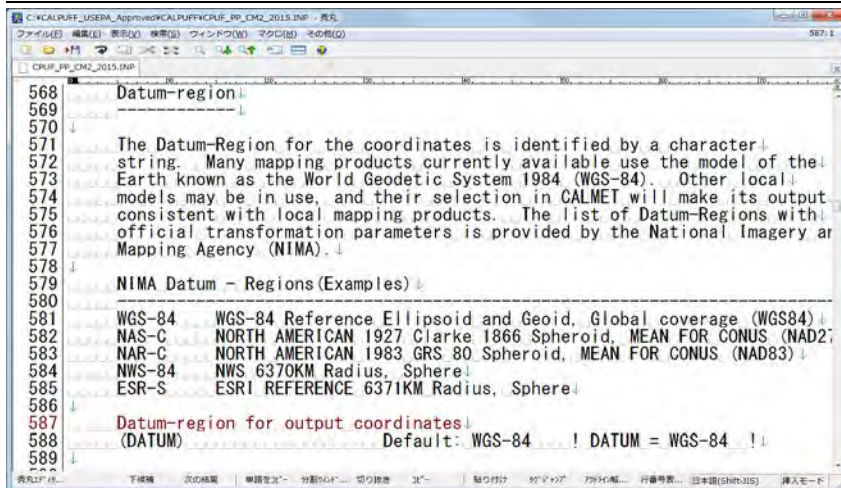 C:¥CALPUFF_USEPA_Approved¥CALPUFF¥CPUF_PP_CM2_2015.INP - 秀丸
ファイル(F) 編集(E) 表示(V) 検索(S) ウィンドウ(W) マクロ(M) その他(O) 587:1
CPUF_PP_CM2_2015.INP
568 Datum-region↓
569 -------------↓
570 ↓
571 The Datum-Region for the coordinates is identified by a character↓
572 string. Many mapping products currently available use the model of the↓
573 Earth known as the World Geodetic System 1984 (WGS-84). Other local↓
574 models may be in use, and their selection in CALMET will make its output
575 consistent with local mapping products. The list of Datum-Regions with↓
576 official transformation parameters is provided by the National Imagery an
577 Mapping Agency (NIMA).↓
578 ↓
579 NIMA Datum - Regions(Examples)↓
580 ------------------------------------------------------------------------
581 WGS-84 WGS-84 Reference Ellipsoid and Geoid, Global coverage (WGS84)↓
582 NAS-C NORTH AMERICAN 1927 Clarke 1866 Spheroid, MEAN FOR CONUS (NAD27
583 NAR-C NORTH AMERICAN 1983 GRS 80 Spheroid, MEAN FOR CONUS (NAD83)↓
584 NWS-84 NWS 6370KM Radius, Sphere↓
585 ESR-S ESRI REFERENCE 6371KM Radius, Sphere↓
586 ↓
587 Datum-region for output coordinates↓
588 (DATUM) Default: WGS-84 ! DATUM = WGS-84 !↓
589 ↓
下候補 次の結果 単語をコピー 切り抜き コピー 貼り付け 行番号表... 日本語(Shift-JIS) 挿入モード